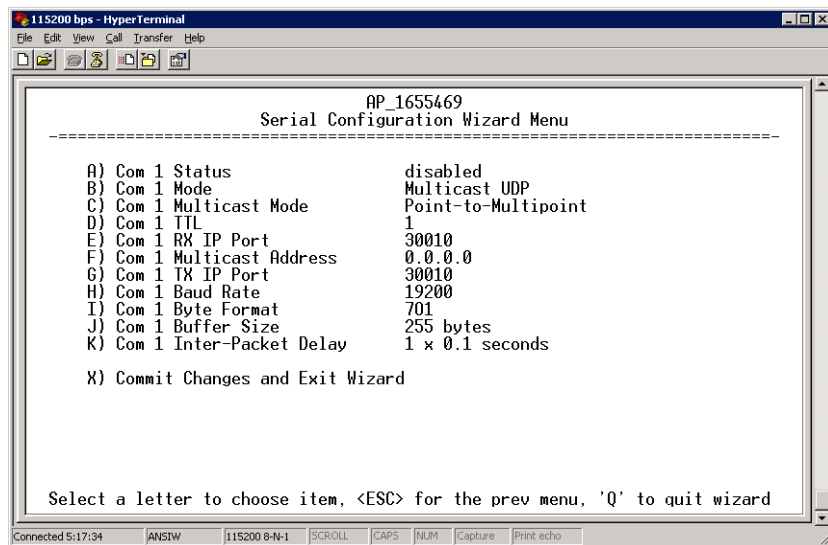 115200 bps - HyperTerminal
File Edit View Call Transfer Help
AP_1655469
Serial Configuration Wizard Menu
-==========================================================================-
A) Com 1 Status disabled
B) Com 1 Mode Multicast UDP
C) Com 1 Multicast Mode Point-to-Multipoint
D) Com 1 TTL 1
E) Com 1 RX IP Port 30010
F) Com 1 Multicast Address 0.0.0.0
G) Com 1 TX IP Port 30010
H) Com 1 Baud Rate 19200
I) Com 1 Byte Format 7O1
J) Com 1 Buffer Size 255 bytes
K) Com 1 Inter-Packet Delay 1 x 0.1 seconds
X) Commit Changes and Exit Wizard
Select a letter to choose item, <ESC> for the prev menu, 'Q' to quit wizard
Connected 5:17:34 ANSIW 115200 8-N-1 SCROLL CAPS NUM Capture Print echo